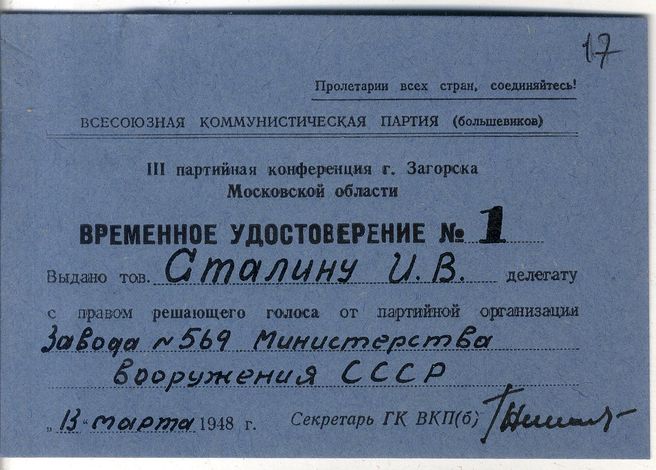 17
Пролетарии всех стран, соединяйтесь!
ВСЕСОЮЗНАЯ КОММУНИСТИЧЕСКАЯ ПАРТИЯ (большевиков)
III партийная конференция г. Загорска
Московской области
ВРЕМЕННОЕ УДОСТОВЕРЕНИЕ № 1
Выдано тов. Сталину И. В. делегату
с правом решающего голоса от партийной организации
Завода № 569 Министерства
вооружения СССР
„13" марта 1948 г. Секретарь ГК ВКП(б)